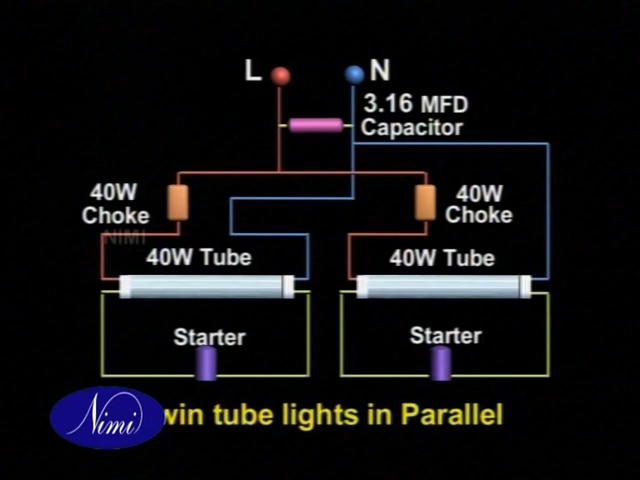 L N
3.16 MFD
Capacitor
40W
Choke
40W
Choke
NIMI
40W Tube
40W Tube
Starter
Starter
win tube lights in Parallel
Nimi